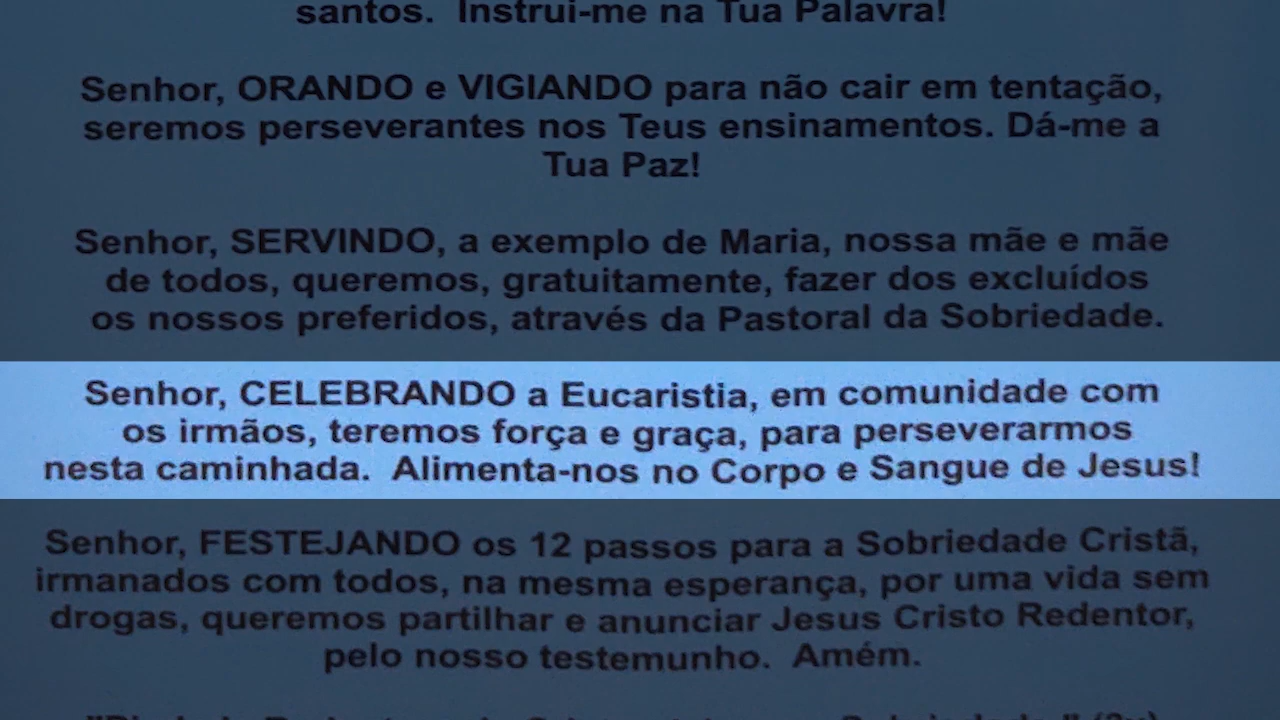 santos. Instrui-me na Tua Palavra!
Senhor, ORANDO e VIGIANDO para não cair em tentação,
seremos perseverantes nos Teus ensinamentos. Dá-me a
Tua Paz!
Senhor, SERVINDO, a exemplo de Maria, nossa mãe e mãe
de todos, queremos, gratuitamente, fazer dos excluídos
os nossos preferidos, através da Pastoral da Sobriedade.
Senhor, CELEBRANDO a Eucaristia, em comunidade com
os irmãos, teremos força e graça, para perseverarmos
nesta caminhada. Alimenta-nos no Corpo e Sangue de Jesus!
Senhor, FESTEJANDO os 12 passos para a Sobriedade Cristã,
irmanados com todos, na mesma esperança, por uma vida sem
drogas, queremos partilhar e anunciar Jesus Cristo Redentor,
pelo nosso testemunho. Amém.